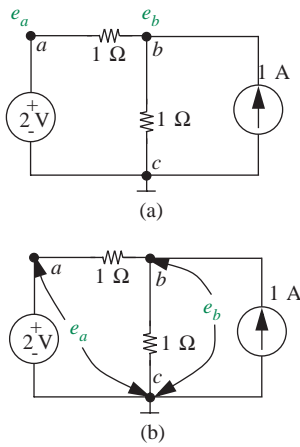 e_a e_b
a b
1 Ω
1 A
+
2 V
-
1 Ω
c
(a)
a b
1 Ω
1 A
+
2 V
-
e_a e_b
1 Ω
c
(b)